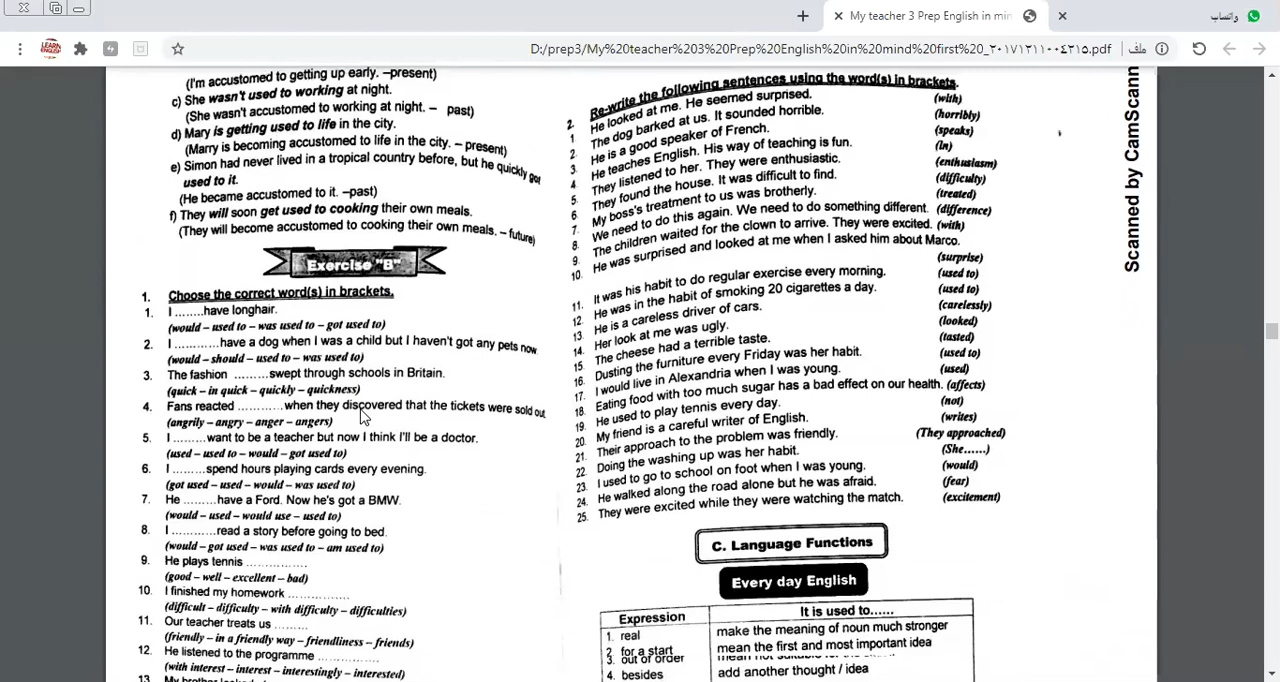 My teacher 3 Prep English in min
واتساب
D:/prep3/My%20teacher%203%20Prep%20English%20in%20mind%20first%20_٢٠١٧١٢١١٠٠٤٢١٥.pdf
ملف
(I'm accustomed to getting up early. –present)
c) She wasn't used to working at night.
(She wasn't accustomed to working at night. – past)
d) Mary is getting used to life in the city.
(Marry is becoming accustomed to life in the city. – present)
e) Simon had never lived in a tropical country before, but he quickly got
used to it.
(He became accustomed to it. –past)
f) They will soon get used to cooking their own meals.
(They will become accustomed to cooking their own meals. – future)
Exercise "B"
1. Choose the correct word(s) in brackets.
1. I ........have longhair.
(would – used to – was used to – got used to)
2. I ............have a dog when I was a child but I haven't got any pets now
(would – should – used to – was used to)
3. The fashion .........swept through schools in Britain.
(quick – in quick – quickly – quickness)
4. Fans reacted ............when they discovered that the tickets were sold out.
(angrily – angry – anger – angers)
5. I .........want to be a teacher but now I think I'll be a doctor.
(used – used to – would – got used to)
6. I .........spend hours playing cards every evening.
(got used – used – would – was used to)
7. He .........have a Ford. Now he's got a BMW.
(would – used – would use – used to)
8. I ............read a story before going to bed.
(would – got used – was used to – am used to)
9. He plays tennis ................
(good – well – excellent – bad)
10. I finished my homework ................
(difficult – difficulty – with difficulty – difficulties)
11. Our teacher treats us .........
(friendly – in a friendly way – friendliness – friends)
12. He listened to the programme ................
(with interest – interest – interestingly – interested)
13. My brother looked
2. Re-write the following sentences using the word(s) in brackets.
1. He looked at me. He seemed surprised. (with)
2. The dog barked at us. It sounded horrible. (horribly)
3. He is a good speaker of French. (speaks)
4. He teaches English. His way of teaching is fun. (In)
5. They listened to her. They were enthusiastic. (enthusiasm)
6. They found the house. It was difficult to find. (difficulty)
7. My boss's treatment to us was brotherly. (treated)
8. We need to do this again. We need to do something different. (difference)
9. The children waited for the clown to arrive. They were excited. (with)
10. He was surprised and looked at me when I asked him about Marco.
(surprise)
11. It was his habit to do regular exercise every morning. (used to)
12. He was in the habit of smoking 20 cigarettes a day. (used to)
13. He is a careless driver of cars. (carelessly)
14. Her look at me was ugly. (looked)
15. The cheese had a terrible taste. (tasted)
16. Dusting the furniture every Friday was her habit. (used to)
17. I would live in Alexandria when I was young. (used)
18. Eating food with too much sugar has a bad effect on our health. (affects)
19. He used to play tennis every day. (not)
20. My friend is a careful writer of English. (writes)
21. Their approach to the problem was friendly. (They approached)
22. Doing the washing up was her habit. (She......)
23. I used to go to school on foot when I was young. (would)
24. He walked along the road alone but he was afraid. (fear)
25. They were excited while they were watching the match. (excitement)
C. Language Functions
Every day English
Expression It is used to......
1. real make the meaning of noun much stronger
2. for a start mean the first and most important idea
3. out of order
4. besides add another thought / idea
Scanned by CamScann